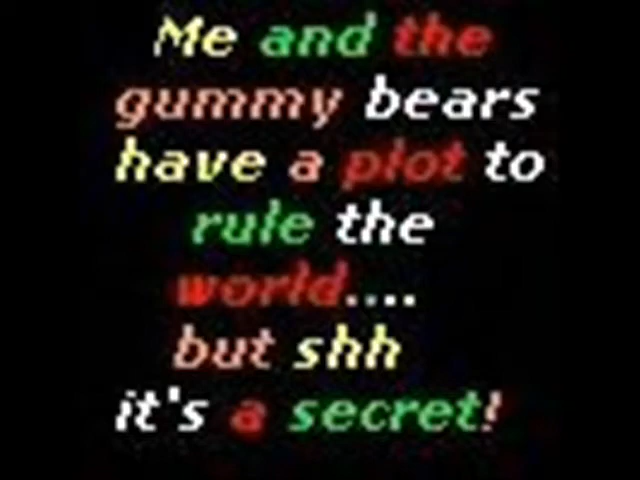 Me and the
gummy bears
have a plot to
rule the
world....
but shh
it's a secret!